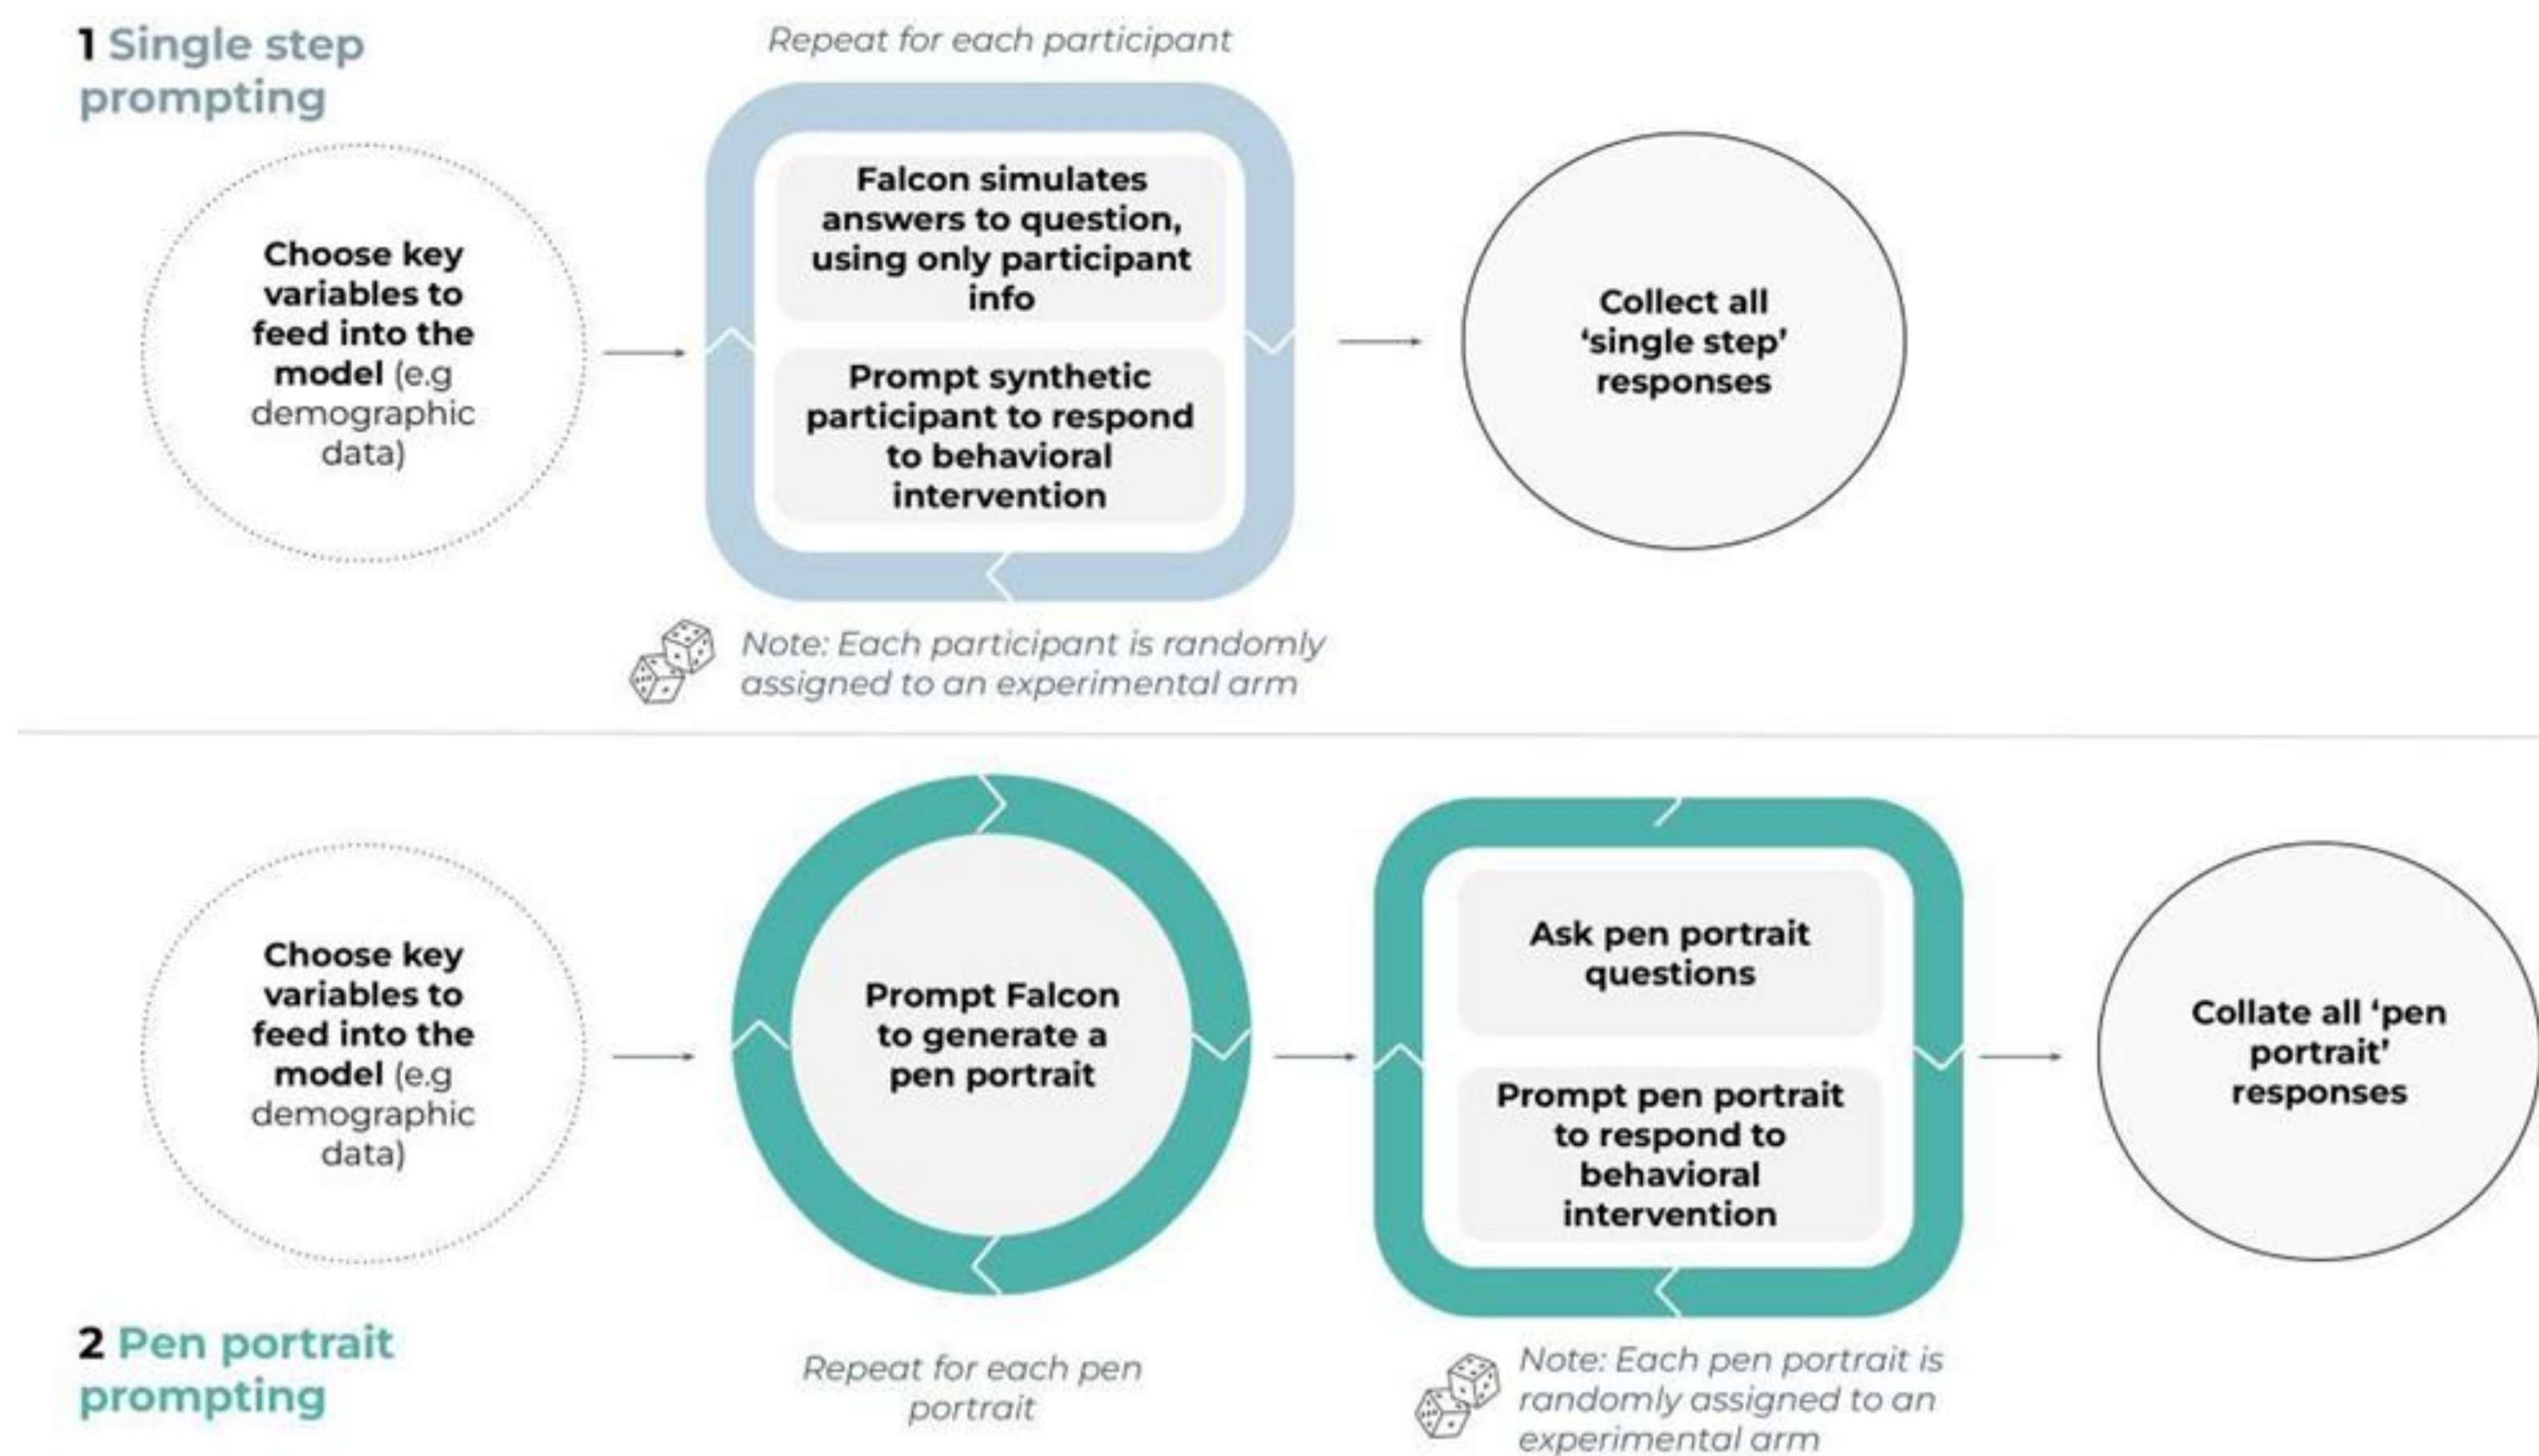 1 Single step
prompting
Repeat for each participant
Choose key
variables to
feed into the
model (e.g
demographic
data)
Falcon simulates
answers to question,
using only participant
info
Prompt synthetic
participant to respond
to behavioral
intervention
Collect all
‘single step’
responses
Note: Each participant is randomly
assigned to an experimental arm
Choose key
variables to
feed into the
model (e.g
demographic
data)
Prompt Falcon
to generate a
pen portrait
Ask pen portrait
questions
Prompt pen portrait
to respond to
behavioral
intervention
Collate all ‘pen
portrait’
responses
2 Pen portrait
prompting
Repeat for each pen
portrait
Note: Each pen portrait is
randomly assigned to an
experimental arm